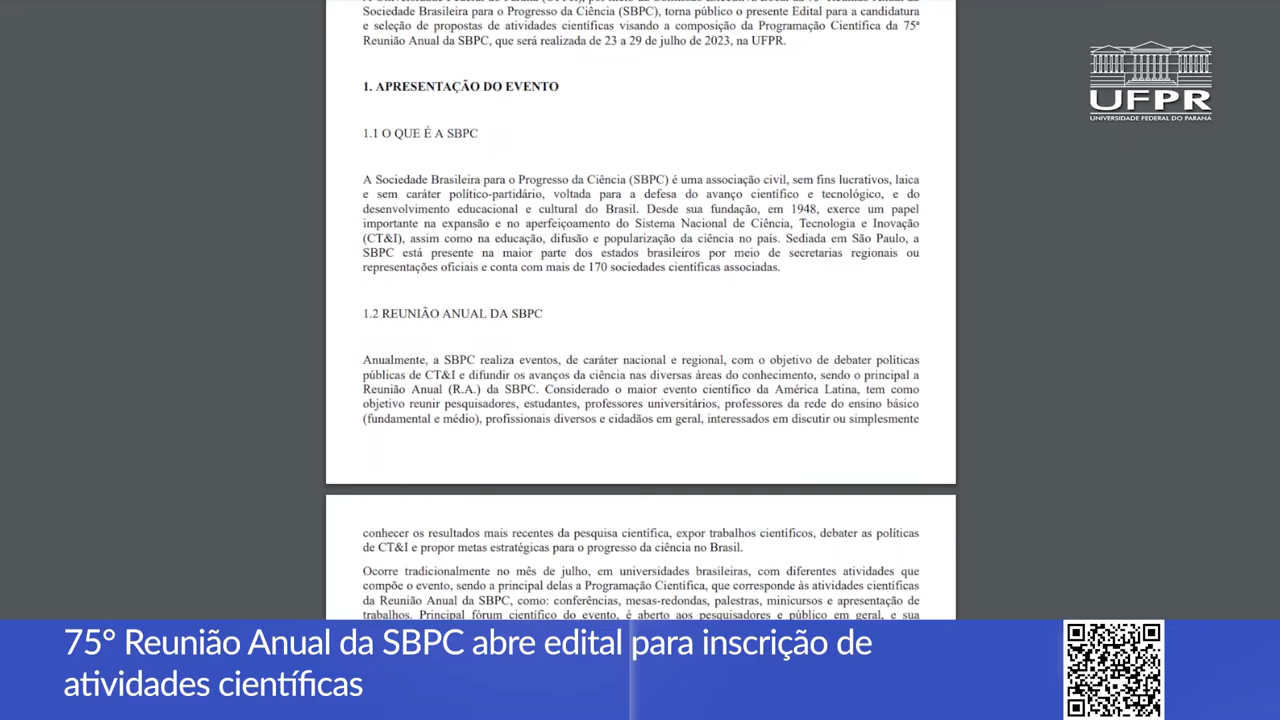 Sociedade Brasileira para o Progresso da Ciência (SBPC), torna público o presente Edital para a candidatura
e seleção de propostas de atividades científicas visando a composição da Programação Científica da 75ª
Reunião Anual da SBPC, que será realizada de 23 a 29 de julho de 2023, na UFPR.
1. APRESENTAÇÃO DO EVENTO
1.1 O QUE É A SBPC
A Sociedade Brasileira para o Progresso da Ciência (SBPC) é uma associação civil, sem fins lucrativos, laica
e sem caráter político-partidário, voltada para a defesa do avanço científico e tecnológico, e do
desenvolvimento educacional e cultural do Brasil. Desde sua fundação, em 1948, exerce um papel
importante na expansão e no aperfeiçoamento do Sistema Nacional de Ciência, Tecnologia e Inovação
(CT&I), assim como na educação, difusão e popularização da ciência no país. Sediada em São Paulo, a
SBPC está presente na maior parte dos estados brasileiros por meio de secretarias regionais ou
representações oficiais e conta com mais de 170 sociedades científicas associadas.
1.2 REUNIÃO ANUAL DA SBPC
Anualmente, a SBPC realiza eventos, de caráter nacional e regional, com o objetivo de debater políticas
públicas de CT&I e difundir os avanços da ciência nas diversas áreas do conhecimento, sendo o principal a
Reunião Anual (R.A.) da SBPC. Considerado o maior evento científico da América Latina, tem como
objetivo reunir pesquisadores, estudantes, professores universitários, professores da rede do ensino básico
(fundamental e médio), profissionais diversos e cidadãos em geral, interessados em discutir ou simplesmente
conhecer os resultados mais recentes da pesquisa científica, expor trabalhos científicos, debater as políticas
de CT&I e propor metas estratégicas para o progresso da ciência no Brasil.
Ocorre tradicionalmente no mês de julho, em universidades brasileiras, com diferentes atividades que
compõe o evento, sendo a principal delas a Programação Científica, que corresponde às atividades científicas
da Reunião Anual da SBPC, como: conferências, mesas-redondas, palestras, minicursos e apresentação de
trabalhos. Principal fórum científico do evento, é aberto aos pesquisadores e público em geral, e sua
UFPR
UNIVERSIDADE FEDERAL DO PARANÁ
75° Reunião Anual da SBPC abre edital para inscrição de
atividades científicas